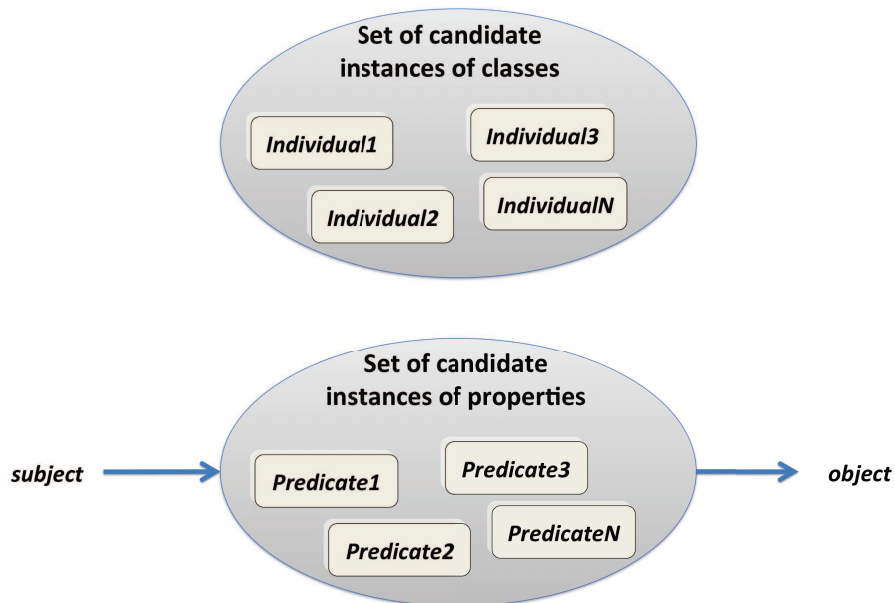 Set of candidate
instances of classes
Individual1
Individual3
Individual2
IndividualN
Set of candidate
instances of properties
subject
Predicate1
Predicate3
object
Predicate2
PredicateN